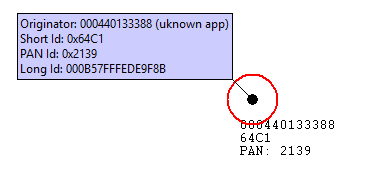 Originator: 000440133388 (uknown app)
Short Id: 0x64C1
PAN Id: 0x2139
Long Id: 000B57FFFEDE9F8B
000440133388
64C1
PAN: 2139